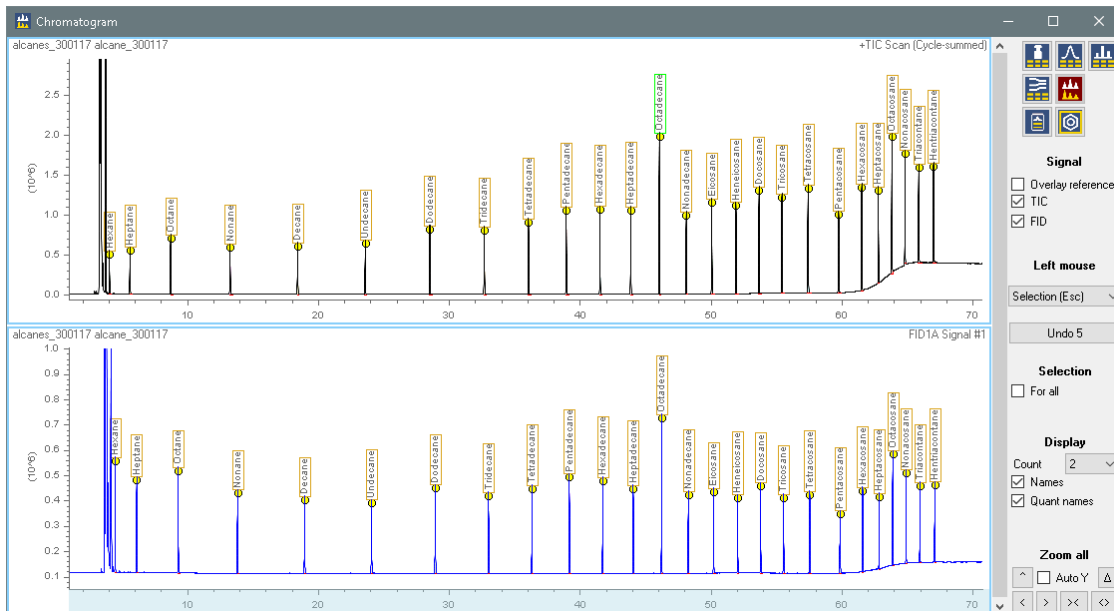 Chromatogram
alcanes_300117 alcane_300117
+TIC Scan (Cycle-summed)
(10^6)
2.5
2.0
1.5
1.0
0.5
0.0
Hexane
Heptane
Octane
Nonane
Decane
Undecane
Dodecane
Tridecane
Tetradecane
Pentadecane
Hexadecane
Heptadecane
Octadecane
Nonadecane
Eicosane
Heneicosane
Docosane
Tricosane
Tetracosane
Pentacosane
Hexacosane
Heptacosane
Octacosane
Nonacosane
Triacontane
Hentriacontane
10 20 30 40 50 60 70
alcanes_300117 alcane_300117
FID1A Signal #1
(10^6)
1.0
0.9
0.8
0.7
0.6
0.5
0.4
0.3
0.2
0.1
Hexane
Heptane
Octane
Nonane
Decane
Undecane
Dodecane
Tridecane
Tetradecane
Pentadecane
Hexadecane
Heptadecane
Octadecane
Nonadecane
Eicosane
Heneicosane
Docosane
Tricosane
Tetracosane
Pentacosane
Hexacosane
Heptacosane
Octacosane
Nonacosane
Triacontane
Hentriacontane
10 20 30 40 50 60 70
Signal
Overlay reference
TIC
FID
Left mouse
Selection (Esc)
Undo 5
Selection
For all
Display
Count 2
Names
Quant names
Zoom all
^ Auto Y Δ
< > >< <>